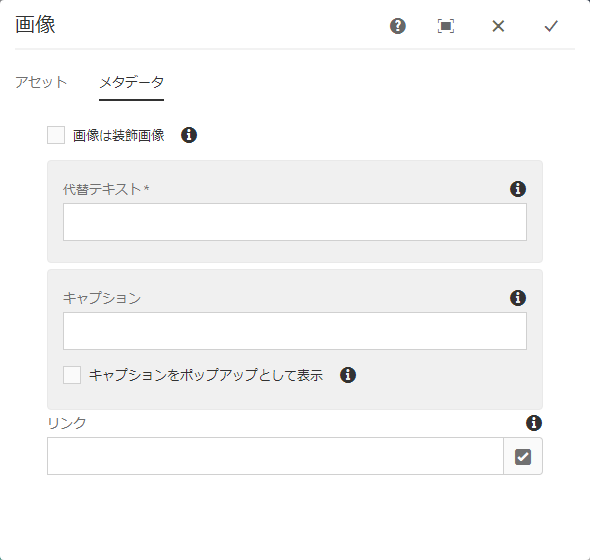 画像
アセット メタデータ
画像は装飾画像
代替テキスト *
キャプション
キャプションをポップアップとして表示
リンク